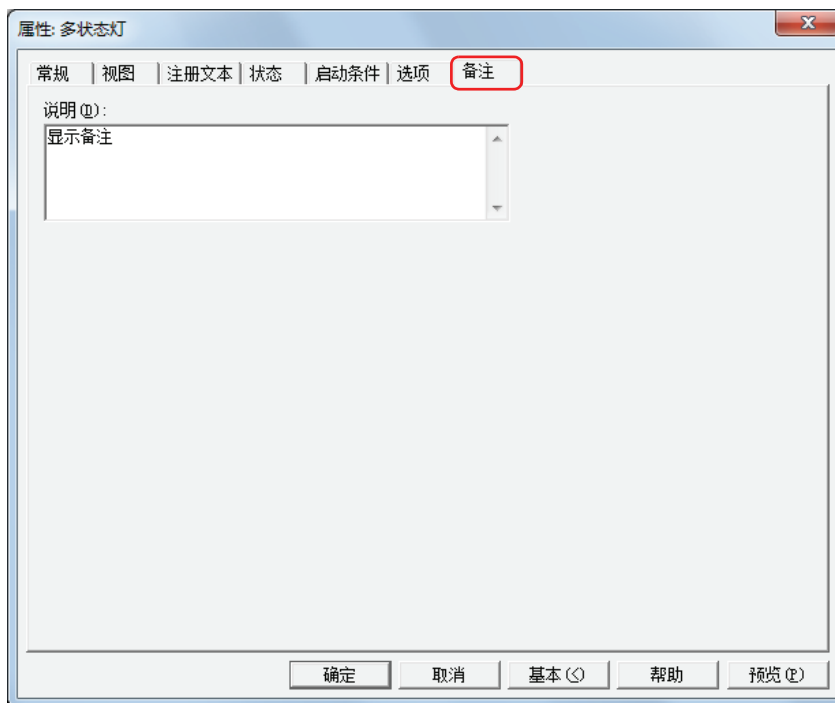 属性: 多状态灯
常规 视图 注册文本 状态 启动条件 选项 备注
说明(D):
显示备注
确定 取消 基本(<) 帮助 预览(P)